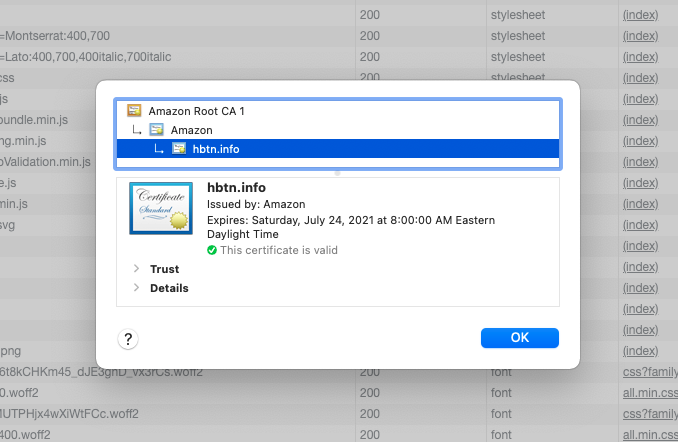 200 stylesheet (index)
=Montserrat:400,700 200 stylesheet (index)
=Lato:400,700,400italic,700italic 200 stylesheet (index)
css 200 stylesheet (index)
js (index)
oundle.min.js (index)
ng.min.js (index)
oValidation.min.js (index)
e.js (index)
min.js (index)
svg (index)
(index)
(index)
(index)
(index)
(index)
png (index)
6t8kCHKm45_dJE3gnD_vx3rCs.woff2 200 font css?family
0.woff2 200 font all.min.css
MUTPHjx4wXiWtFCc.woff2 200 font css?family
400.woff2 200 font all.min.css
Amazon Root CA 1
Amazon
hbtn.info
Certificate
Standard
hbtn.info
Issued by: Amazon
Expires: Saturday, July 24, 2021 at 8:00:00 AM Eastern
Daylight Time
This certificate is valid
Trust
Details
?
OK